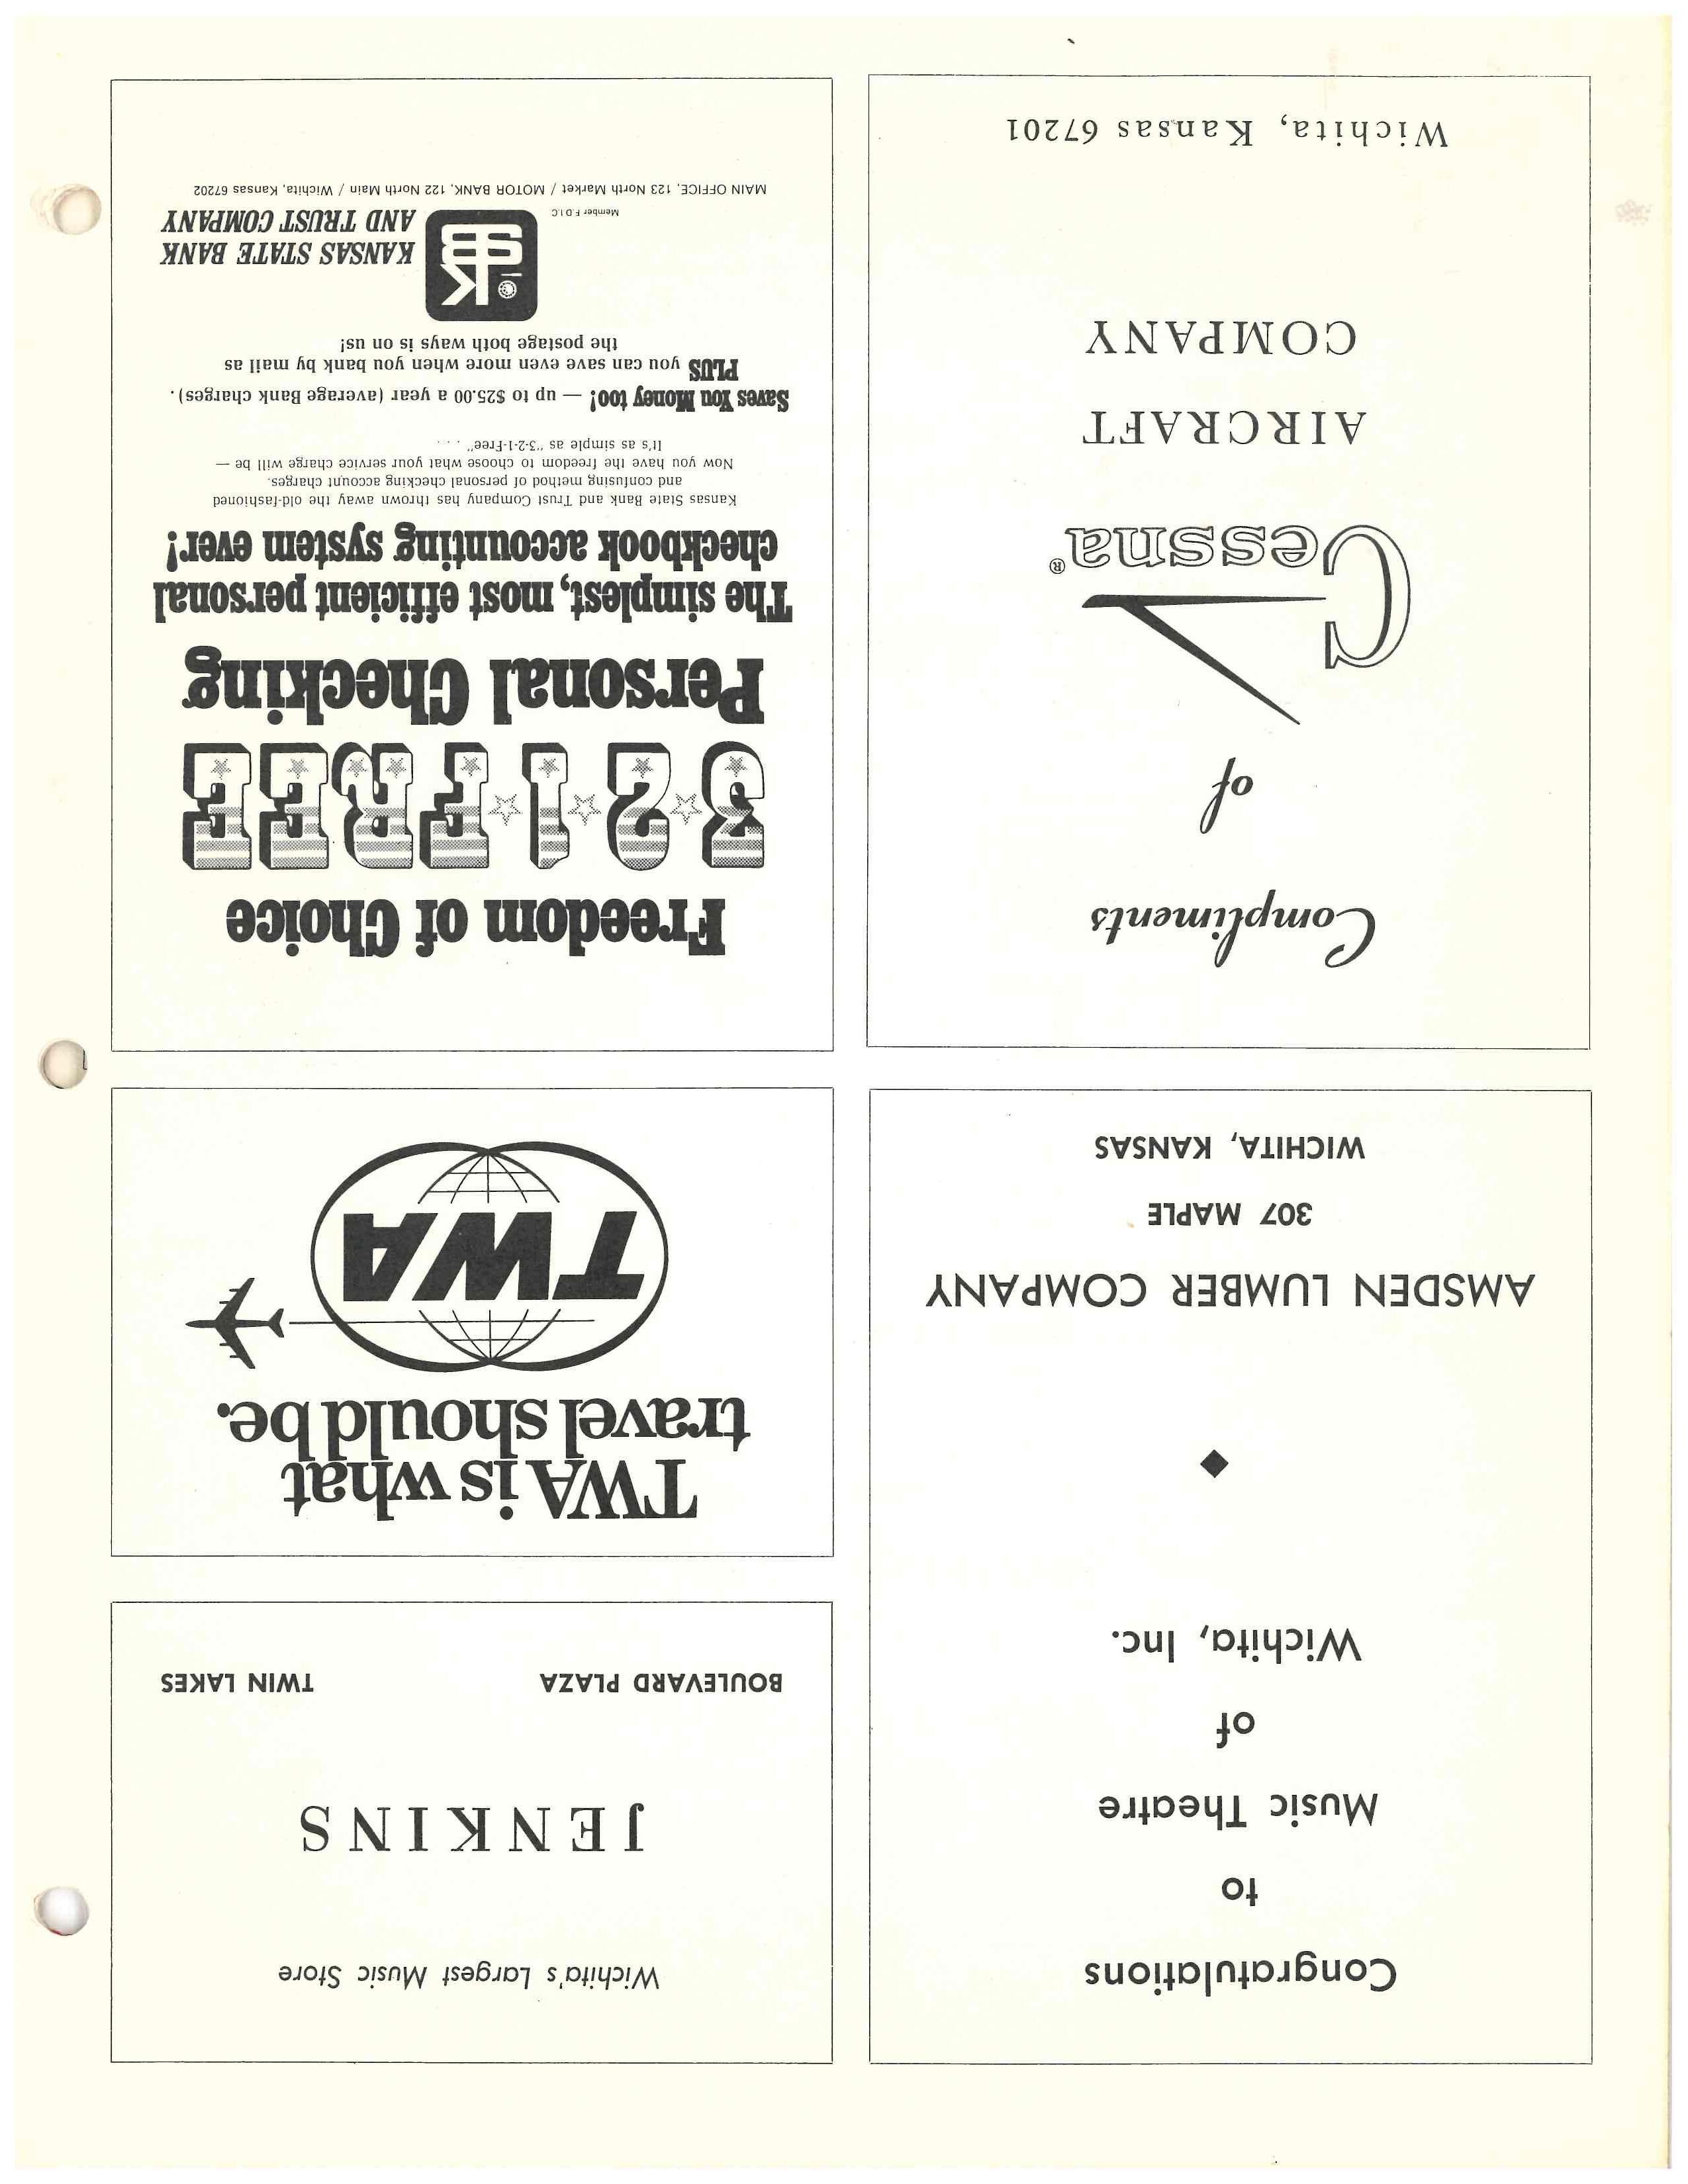 Congratulations
to
Music Theatre
of
Wichita, Inc.
AMSDEN LUMBER COMPANY
307 MAPLE
WICHITA, KANSAS
Wichita's Largest Music Store
JENKINS
BOULEVARD PLAZA TWIN LAKES
TWA is what
travel should be.
TWA
Compliments
of
Cessna®
AIRCRAFT
COMPANY
Wichita, Kansas 67201
Freedom of Choice
3·2·1·FREE
Personal Checking
The simplest, most efficient personal
checkbook accounting system ever!
Kansas State Bank and Trust Company has thrown away the old-fashioned
and confusing method of personal checking account charges.
Now you have the freedom to choose what your service charge will be —
It's as simple as "3-2-1-Free" . . .
Saves You Money too! — up to $25.00 a year (average Bank charges).
PLUS you can save even more when you bank by mail as
the postage both ways is on us!
Ksb
KANSAS STATE BANK
AND TRUST COMPANY
Member F.D.I.C.
MAIN OFFICE, 123 North Market / MOTOR BANK, 122 North Main / Wichita, Kansas 67202